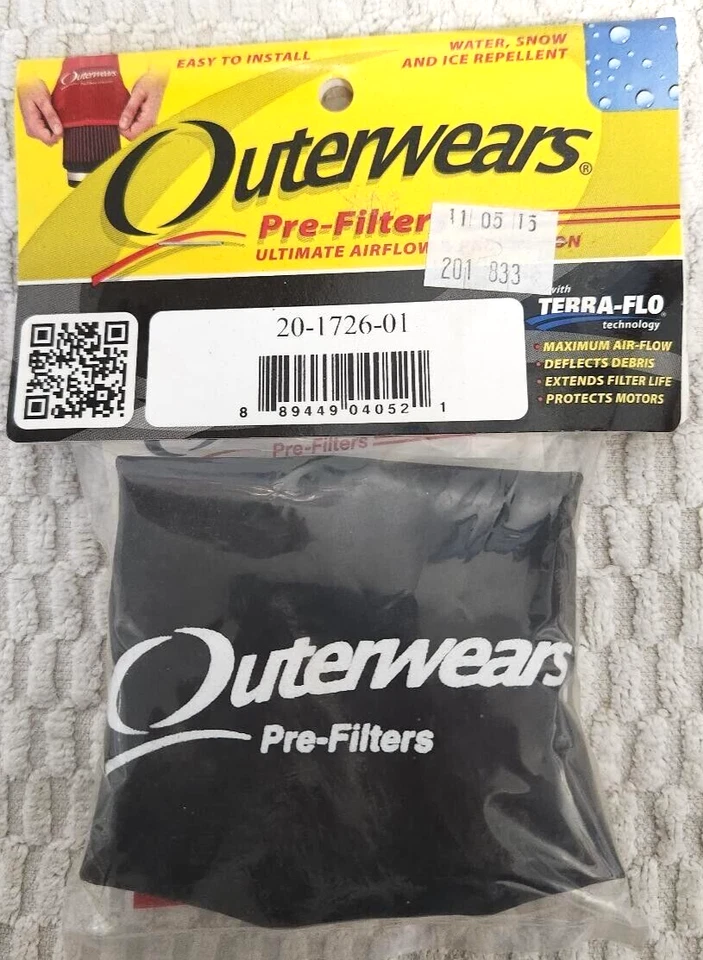 Outerwears
EASY TO INSTALL
WATER, SNOW
AND ICE REPELLENT
Outerwears®
Pre-Filter
ULTIMATE AIRFLOW
11 05 15
201 833
with
TERRA-FLO®
technology
• MAXIMUM AIR-FLOW
• DEFLECTS DEBRIS
• EXTENDS FILTER LIFE
• PROTECTS MOTORS
20-1726-01
8 89449 04052 1
Pre-Filters
Outerwears
Pre-Filters